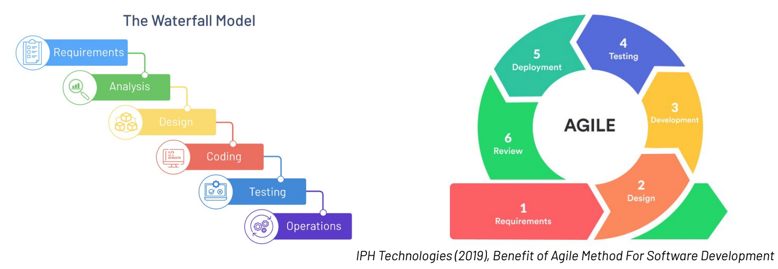 The Waterfall Model
Requirements
Analysis
Design
Coding
Testing
Operations
AGILE
1
Requirements
2
Design
3
Development
4
Testing
5
Deployment
6
Review
IPH Technologies (2019), Benefit of Agile Method For Software Development